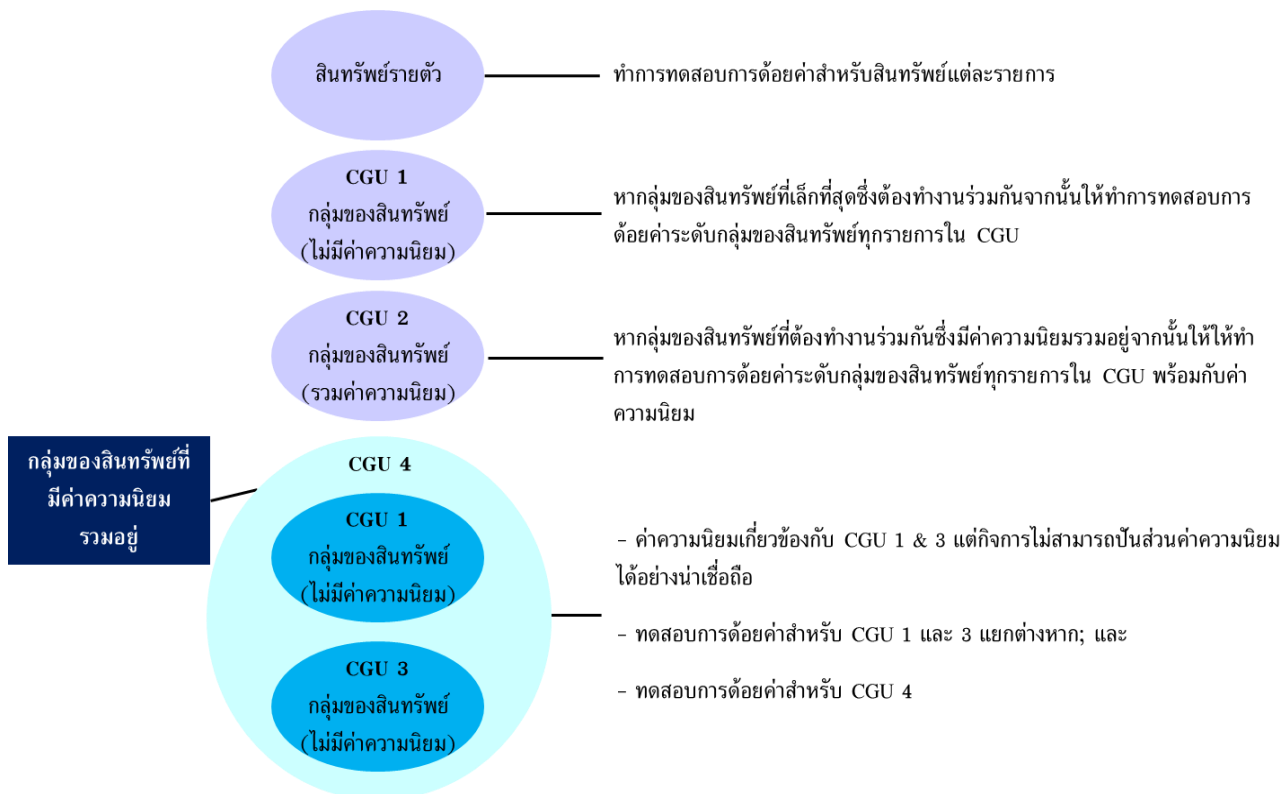 สินทรัพย์รายตัว
ทำการทดสอบการด้อยค่าสำหรับสินทรัพย์แต่ละรายการ
CGU 1
กลุ่มของสินทรัพย์
(ไม่มีค่าความนิยม)
หากลุ่มของสินทรัพย์ที่เล็กที่สุดซึ่งต้องทำงานร่วมกันจากนั้นให้ทำการทดสอบการ
ด้อยค่าระดับกลุ่มของสินทรัพย์ทุกรายการใน CGU
CGU 2
กลุ่มของสินทรัพย์
(รวมค่าความนิยม)
หากลุ่มของสินทรัพย์ที่ต้องทำงานร่วมกันซึ่งมีค่าความนิยมรวมอยู่จากนั้นให้ให้ทำ
การทดสอบการด้อยค่าระดับกลุ่มของสินทรัพย์ทุกรายการใน CGU พร้อมกับค่า
ความนิยม
กลุ่มของสินทรัพย์ที่
มีค่าความนิยม
รวมอยู่
CGU 4
CGU 1
กลุ่มของสินทรัพย์
(ไม่มีค่าความนิยม)
CGU 3
กลุ่มของสินทรัพย์
(ไม่มีค่าความนิยม)
- ค่าความนิยมเกี่ยวข้องกับ CGU 1 & 3 แต่กิจการไม่สามารถปันส่วนค่าความนิยม
ได้อย่างน่าเชื่อถือ
- ทดสอบการด้อยค่าสำหรับ CGU 1 และ 3 แยกต่างหาก; และ
- ทดสอบการด้อยค่าสำหรับ CGU 4